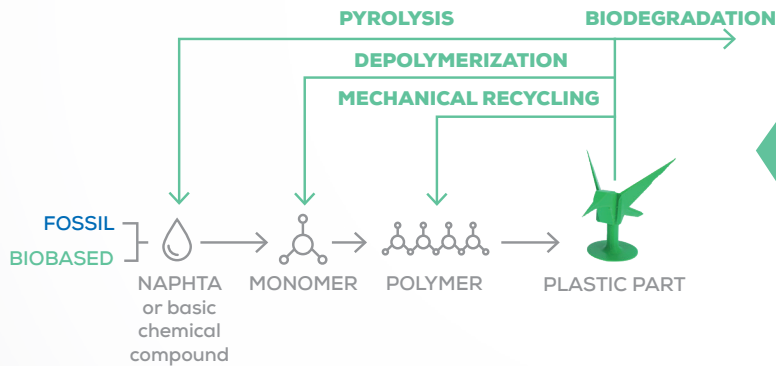 PYROLYSIS
BIODEGRADATION
DEPOLYMERIZATION
MECHANICAL RECYCLING
FOSSIL
BIOBASED
NAPHTA
or basic
chemical
compound
MONOMER
POLYMER
PLASTIC PART